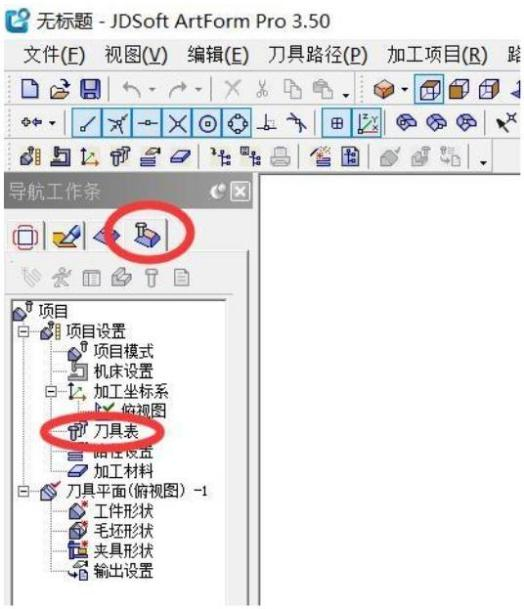 无标题 - JDSoft ArtForm Pro 3.50
文件(F) 视图(V) 编辑(E) 刀具路径(P) 加工项目(R) 路
导航工作条
项目
项目设置
项目模式
机床设置
加工坐标系
俯视图
刀具表
路径设置
加工材料
刀具平面(俯视图) -1
工件形状
毛坯形状
夹具形状
输出设置